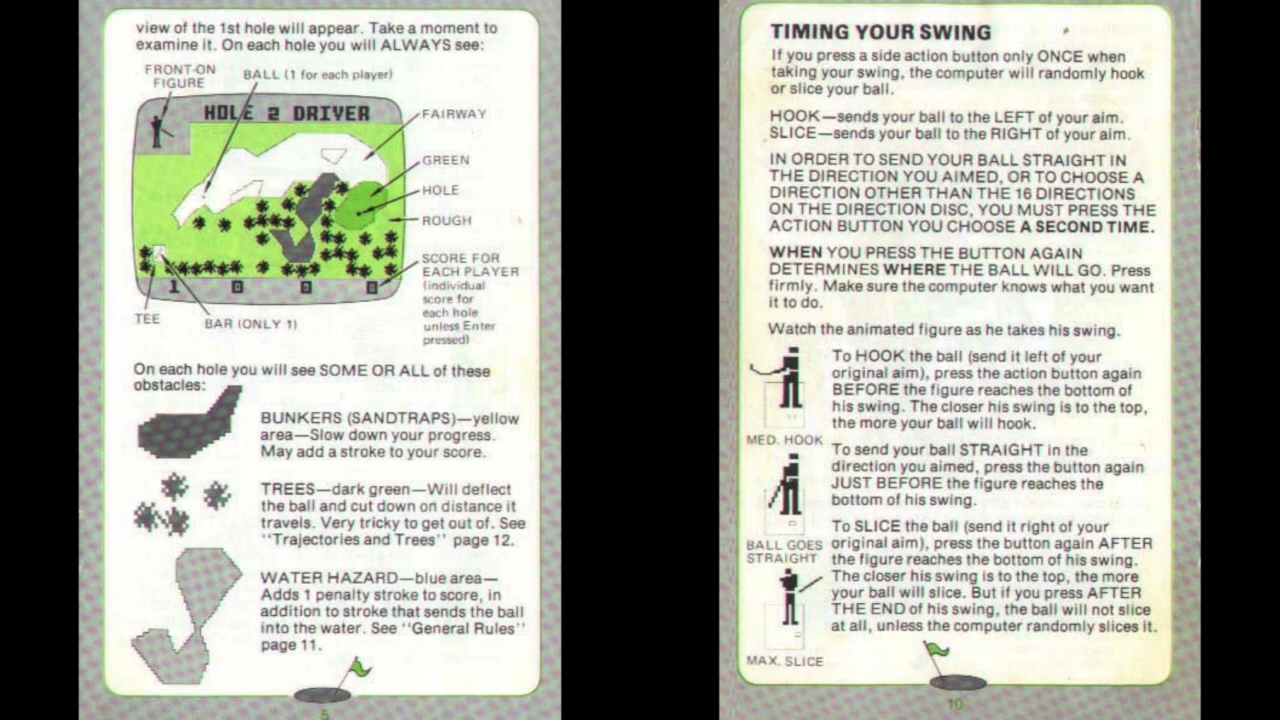 view of the 1st hole will appear. Take a moment to
examine it. On each hole you will ALWAYS see:
FRONT-ON
FIGURE
BALL (1 for each player)
HOLE 2 DRIVER
FAIRWAY
GREEN
HOLE
ROUGH
SCORE FOR
EACH PLAYER
(individual
score for
each hole
unless Enter
pressed)
1 0 0 0
TEE
BAR (ONLY 1)
On each hole you will see SOME OR ALL of these
obstacles:
BUNKERS (SANDTRAPS)—yellow
area—Slow down your progress.
May add a stroke to your score.
TREES—dark green—Will deflect
the ball and cut down on distance it
travels. Very tricky to get out of. See
''Trajectories and Trees'' page 12.
WATER HAZARD—blue area—
Adds 1 penalty stroke to score, in
addition to stroke that sends the ball
into the water. See ''General Rules''
page 11.
5
TIMING YOUR SWING
If you press a side action button only ONCE when
taking your swing, the computer will randomly hook
or slice your ball.
HOOK—sends your ball to the LEFT of your aim.
SLICE—sends your ball to the RIGHT of your aim.
IN ORDER TO SEND YOUR BALL STRAIGHT IN
THE DIRECTION YOU AIMED, OR TO CHOOSE A
DIRECTION OTHER THAN THE 16 DIRECTIONS
ON THE DIRECTION DISC, YOU MUST PRESS THE
ACTION BUTTON YOU CHOOSE A SECOND TIME.
WHEN YOU PRESS THE BUTTON AGAIN
DETERMINES WHERE THE BALL WILL GO. Press
firmly. Make sure the computer knows what you want
it to do.
Watch the animated figure as he takes his swing.
To HOOK the ball (send it left of your
original aim), press the action button again
BEFORE the figure reaches the bottom of
his swing. The closer his swing is to the top,
the more your ball will hook.
MED. HOOK
To send your ball STRAIGHT in the
direction you aimed, press the button again
JUST BEFORE the figure reaches the
bottom of his swing.
BALL GOES
STRAIGHT
To SLICE the ball (send it right of your
original aim), press the button again AFTER
the figure reaches the bottom of his swing.
The closer his swing is to the top, the more
your ball will slice. But if you press AFTER
THE END of his swing, the ball will not slice
at all, unless the computer randomly slices it.
MAX. SLICE
10